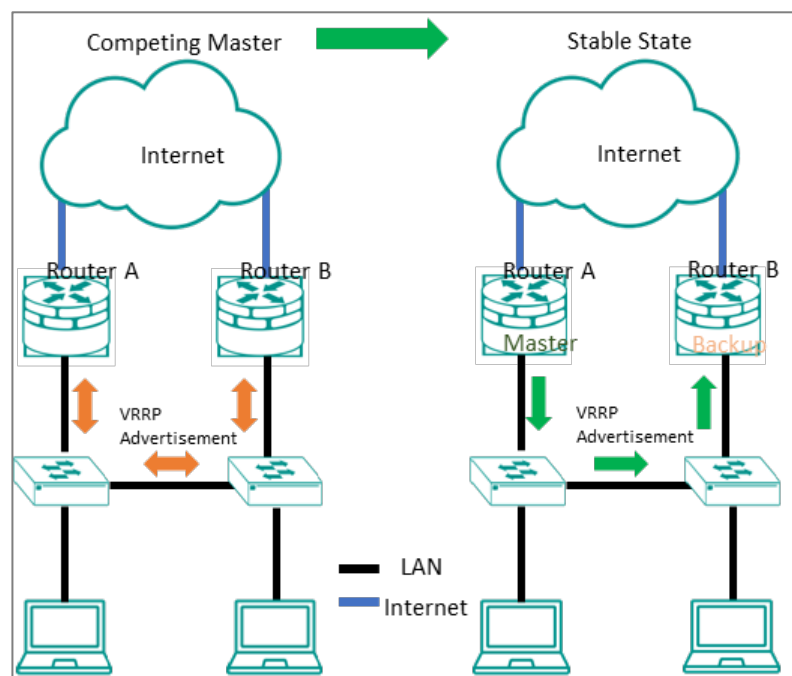 Competing Master
Stable State
Internet
Internet
Router A
Router B
Router A
Router B
Master
Backup
VRRP
Advertisement
VRRP
Advertisement
LAN
Internet